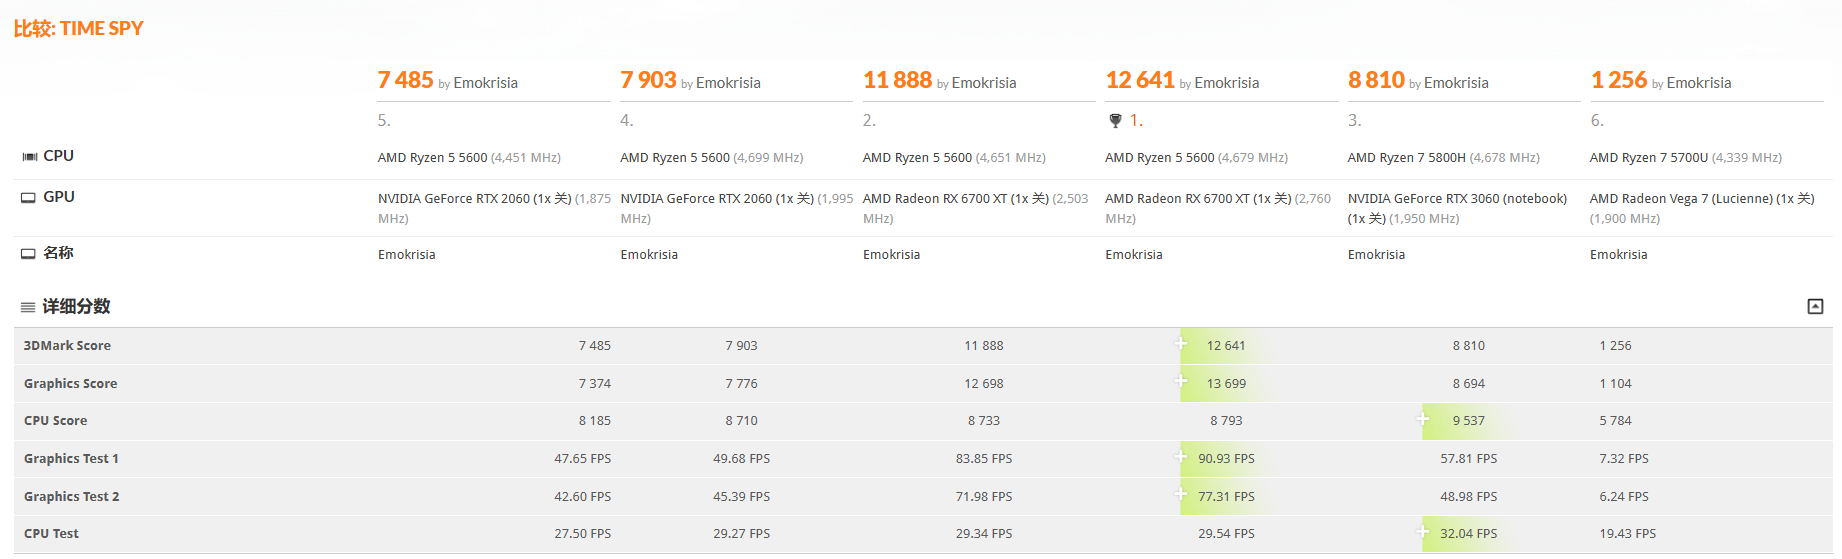 比较: TIME SPY
7 485 by Emokrisia 7 903 by Emokrisia 11 888 by Emokrisia 12 641 by Emokrisia 8 810 by Emokrisia 1 256 by Emokrisia
5. 4. 2. 1. 3. 6.
CPU AMD Ryzen 5 5600 (4,451 MHz) AMD Ryzen 5 5600 (4,699 MHz) AMD Ryzen 5 5600 (4,651 MHz) AMD Ryzen 5 5600 (4,679 MHz) AMD Ryzen 7 5800H (4,678 MHz) AMD Ryzen 7 5700U (4,339 MHz)
GPU NVIDIA GeForce RTX 2060 (1x 关) (1,875 NVIDIA GeForce RTX 2060 (1x 关) (1,995 AMD Radeon RX 6700 XT (1x 关) (2,503 AMD Radeon RX 6700 XT (1x 关) (2,760 NVIDIA GeForce RTX 3060 (notebook) AMD Radeon Vega 7 (Lucienne) (1x 关)
MHz) MHz) MHz) MHz) (1x 关) (1,950 MHz) (1,900 MHz)
名称 Emokrisia Emokrisia Emokrisia Emokrisia Emokrisia Emokrisia
详细分数
3DMark Score 7 485 7 903 11 888 12 641 8 810 1 256
Graphics Score 7 374 7 776 12 698 13 699 8 694 1 104
CPU Score 8 185 8 710 8 733 8 793 9 537 5 784
Graphics Test 1 47.65 FPS 49.68 FPS 83.85 FPS 90.93 FPS 57.81 FPS 7.32 FPS
Graphics Test 2 42.60 FPS 45.39 FPS 71.98 FPS 77.31 FPS 48.98 FPS 6.24 FPS
CPU Test 27.50 FPS 29.27 FPS 29.34 FPS 29.54 FPS 32.04 FPS 19.43 FPS